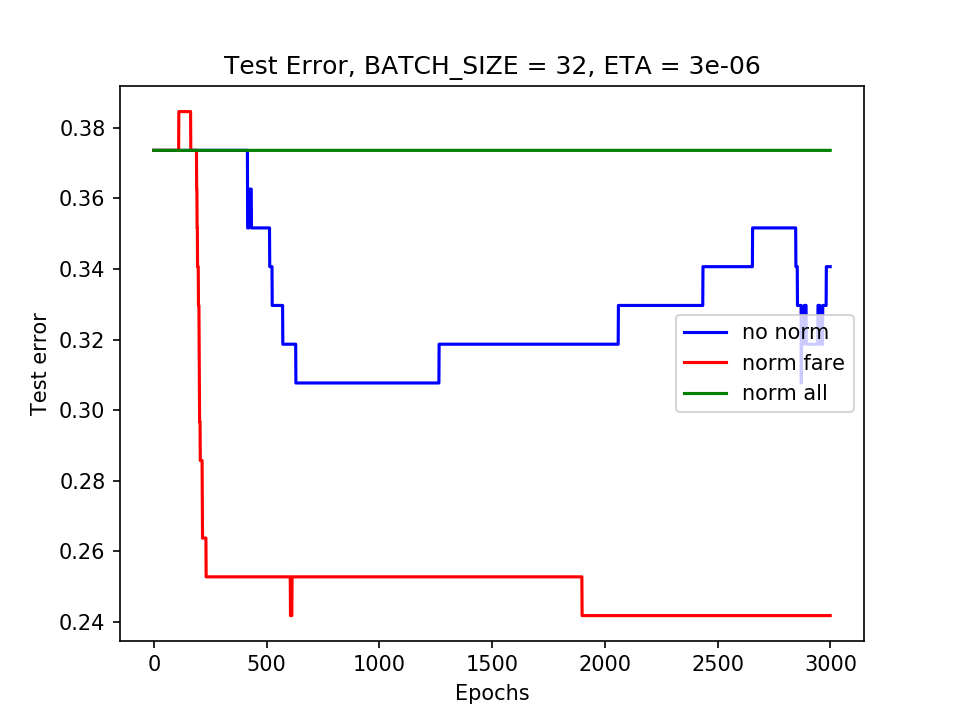 Test Error, BATCH_SIZE = 32, ETA = 3e-06
0.38
0.36
0.34
0.32
0.30
0.28
0.26
0.24
Test error
no norm
norm fare
norm all
0 500 1000 1500 2000 2500 3000
Epochs